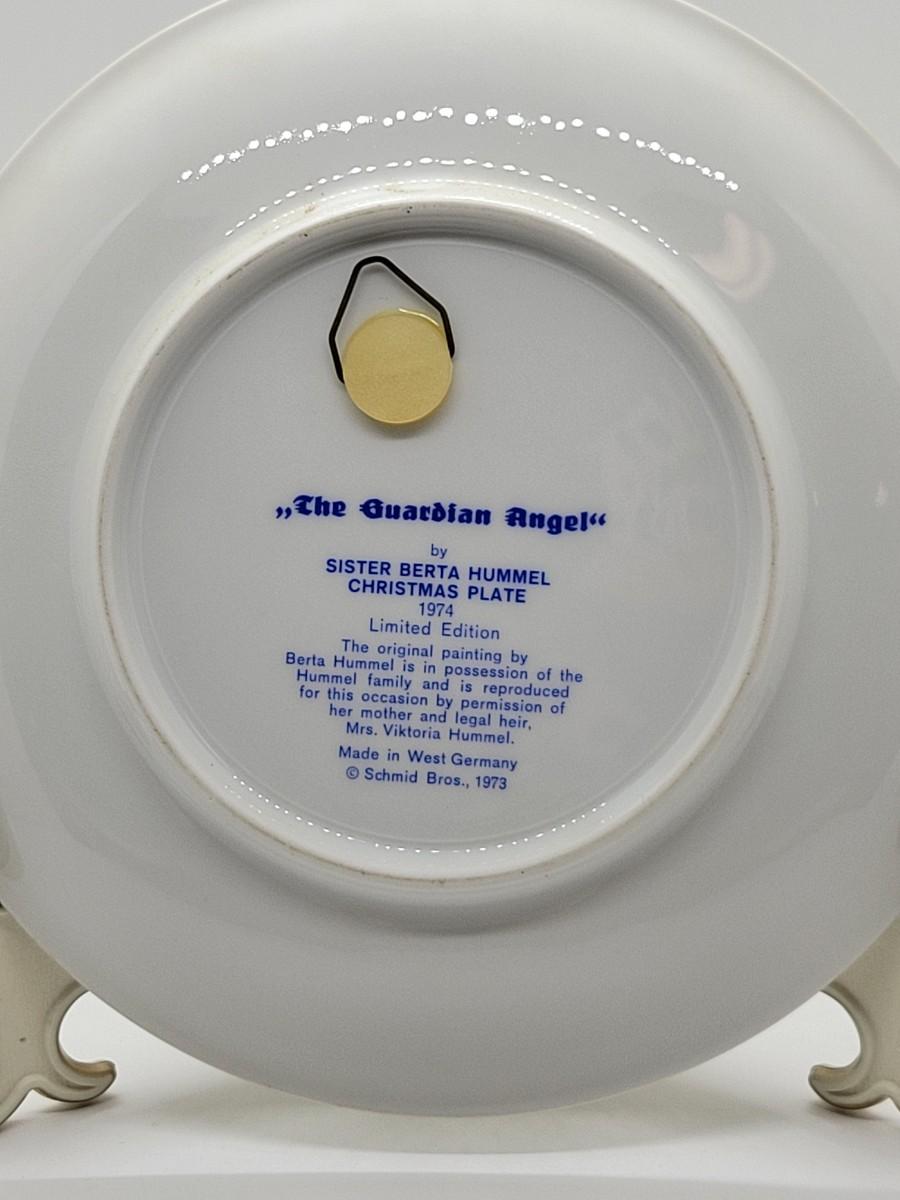 „The Guardian Angel“
by
SISTER BERTA HUMMEL
CHRISTMAS PLATE
1974
Limited Edition
The original painting by
Berta Hummel is in possession of the
Hummel family and is reproduced
for this occasion by permission of
her mother and legal heir,
Mrs. Viktoria Hummel.
Made in West Germany
© Schmid Bros., 1973